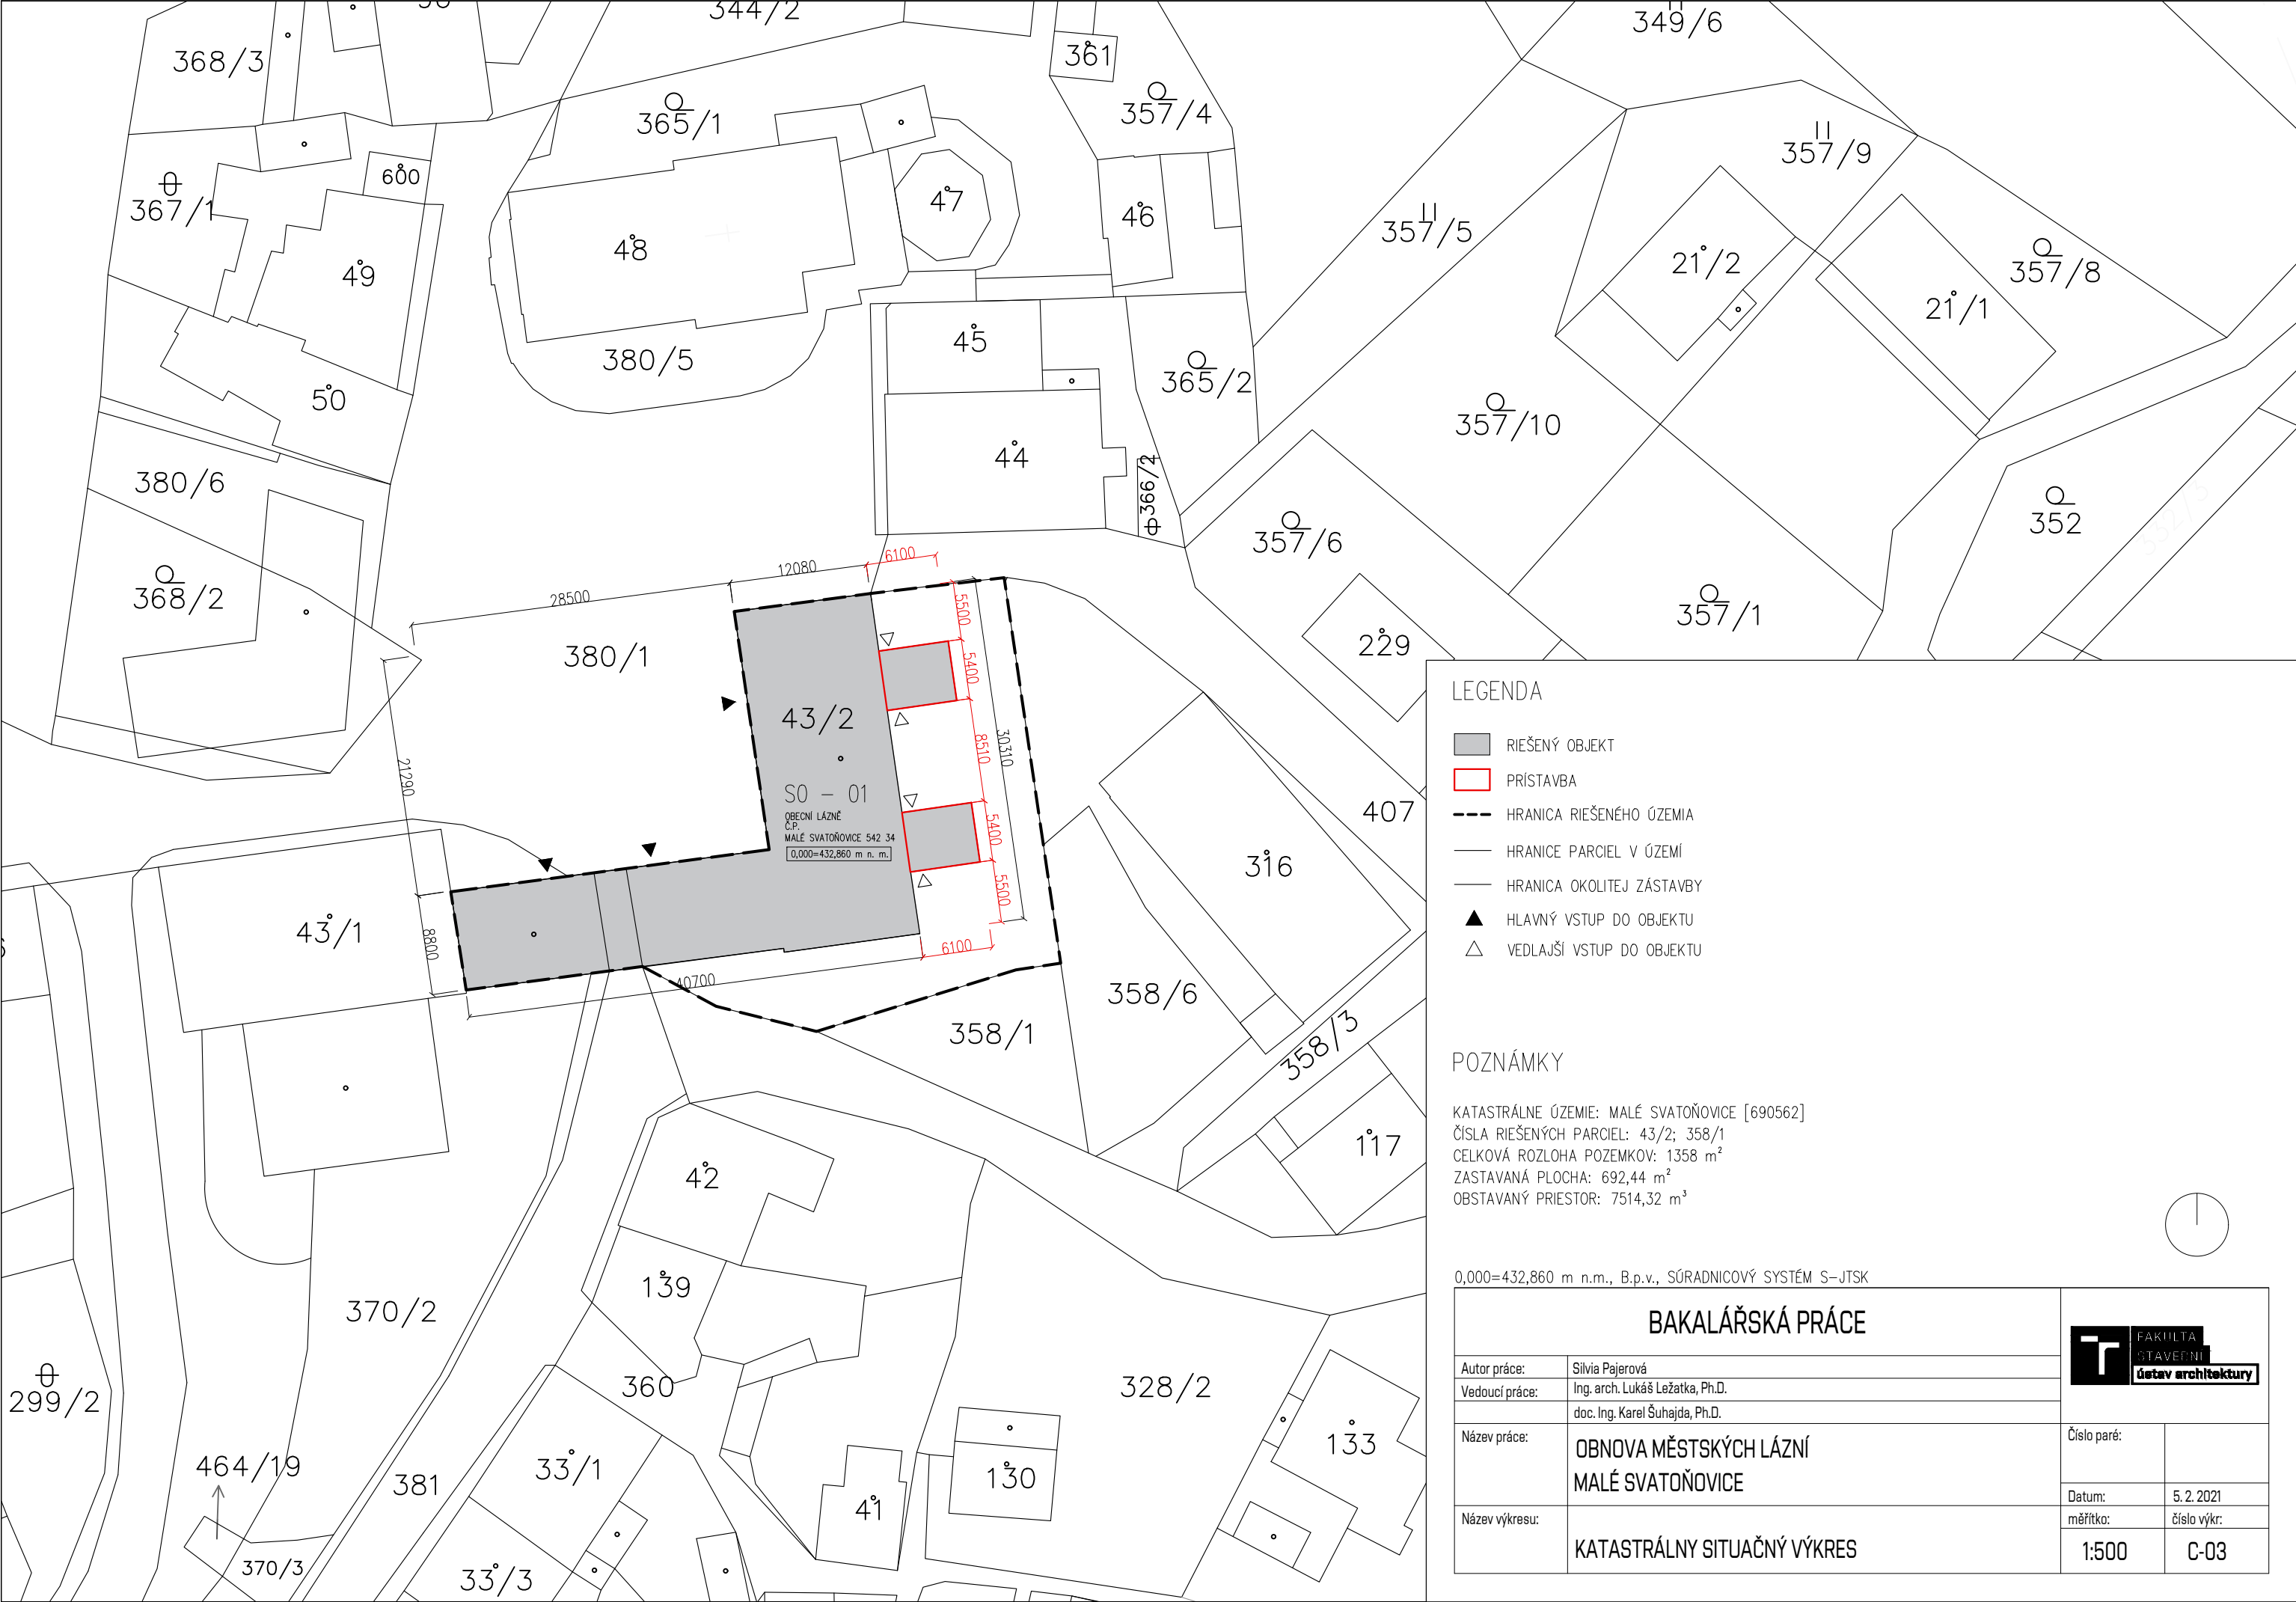 344/2
349/6
368/3
361
365/1
357/4
357/9
600
367/1
47
46
357/5
48
49
21/2
357/8
21/1
45
380/5
365/2
50
357/10
44
380/6
366/2
352
357/6
368/2
357/1
229
6100
12080
28500
5500
380/1
5400
43/2
8510
30310
21290
S0 – 01
OBECNÍ LÁZNĚ
Č.P.
MALÉ SVATOŇOVICE 542 34
0,000=432,860 m n. m.
5400
407
316
5500
43/1
8800
6100
40700
358/6
358/1
358/3
117
42
139
370/2
360
328/2
299/2
133
464/19
33/1
130
381
41
370/3
33/3
LEGENDA
RIEŠENÝ OBJEKT
PRÍSTAVBA
HRANICA RIEŠENÉHO ÚZEMIA
HRANICE PARCIEL V ÚZEMÍ
HRANICA OKOLITEJ ZÁSTAVBY
HLAVNÝ VSTUP DO OBJEKTU
VEDLAJŠÍ VSTUP DO OBJEKTU
POZNÁMKY
KATASTRÁLNE ÚZEMIE: MALÉ SVATOŇOVICE [690562]
ČÍSLA RIEŠENÝCH PARCIEL: 43/2; 358/1
CELKOVÁ ROZLOHA POZEMKOV: 1358 m²
ZASTAVANÁ PLOCHA: 692,44 m²
OBSTAVANÝ PRIESTOR: 7514,32 m³
0,000=432,860 m n.m., B.p.v., SÚRADNICOVÝ SYSTÉM S–JTSK
BAKALÁŘSKÁ PRÁCE
FAKULTA
STAVEBNÍ
ústav architektury
Autor práce: Silvia Pajerová
Vedoucí práce: Ing. arch. Lukáš Ležatka, Ph.D.
doc. Ing. Karel Šuhajda, Ph.D.
Název práce: OBNOVA MĚSTSKÝCH LÁZNÍ
MALÉ SVATOŇOVICE
Číslo paré:
Datum: 5. 2. 2021
Název výkresu: KATASTRÁLNY SITUAČNÝ VÝKRES
měřítko: číslo výkr:
1:500 C-03